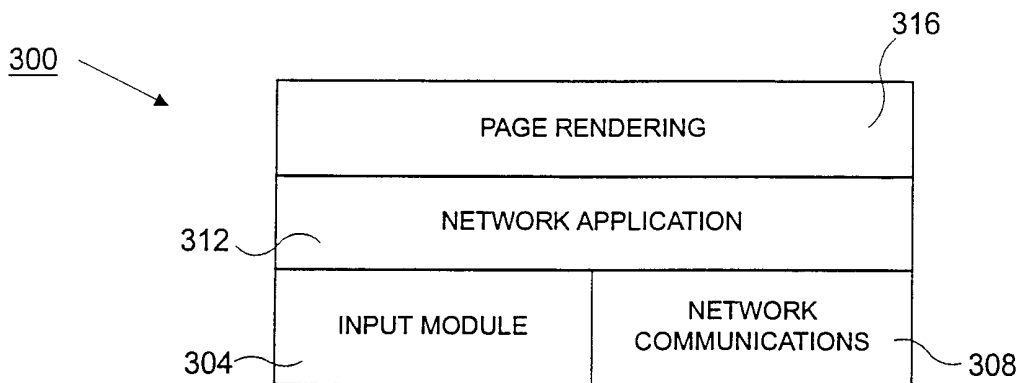 316
300
PAGE RENDERING
NETWORK APPLICATION
312
INPUT MODULE
NETWORK
COMMUNICATIONS
304
308